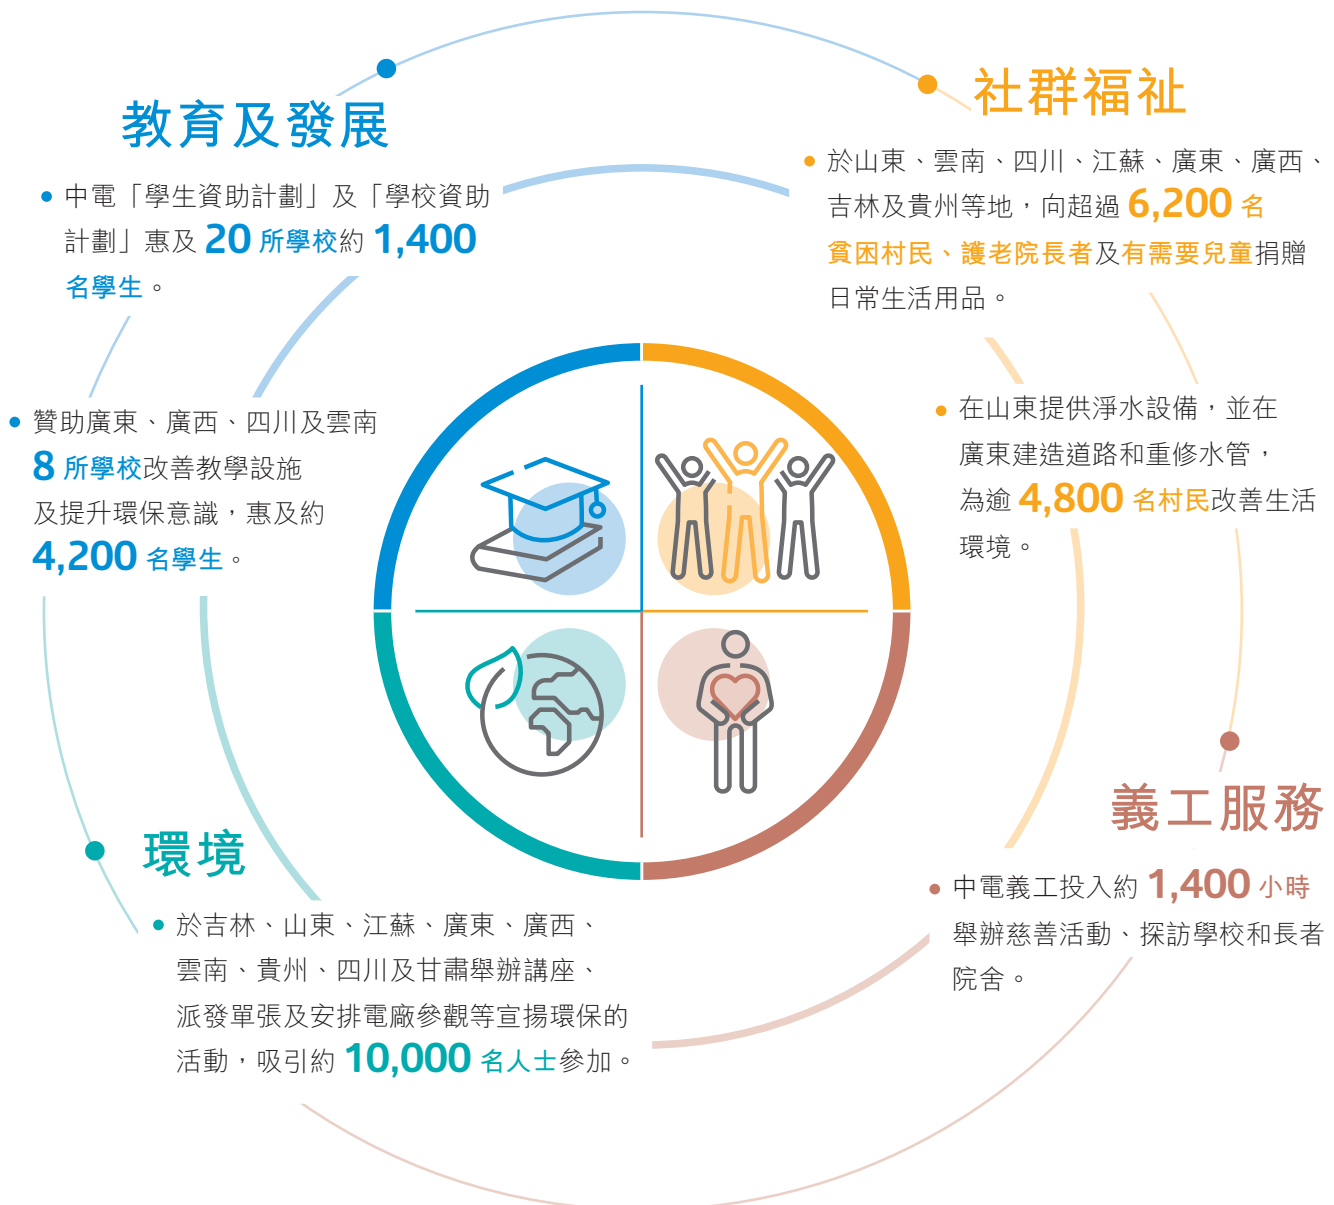 教育及發展
• 中電「學生資助計劃」及「學校資助
計劃」惠及 20 所學校約 1,400
名學生。
• 贊助廣東、廣西、四川及雲南
8 所學校改善教學設施
及提升環保意識，惠及約
4,200 名學生。
社群福祉
• 於山東、雲南、四川、江蘇、廣東、廣西、
吉林及貴州等地，向超過 6,200 名
貧困村民、護老院長者及有需要兒童捐贈
日常生活用品。
• 在山東提供淨水設備，並在
廣東建造道路和重修水管，
為逾 4,800 名村民改善生活
環境。
環境
• 於吉林、山東、江蘇、廣東、廣西、
雲南、貴州、四川及甘肅舉辦講座、
派發單張及安排電廠參觀等宣揚環保的
活動，吸引約 10,000 名人士參加。
義工服務
• 中電義工投入約 1,400 小時
舉辦慈善活動、探訪學校和長者
院舍。